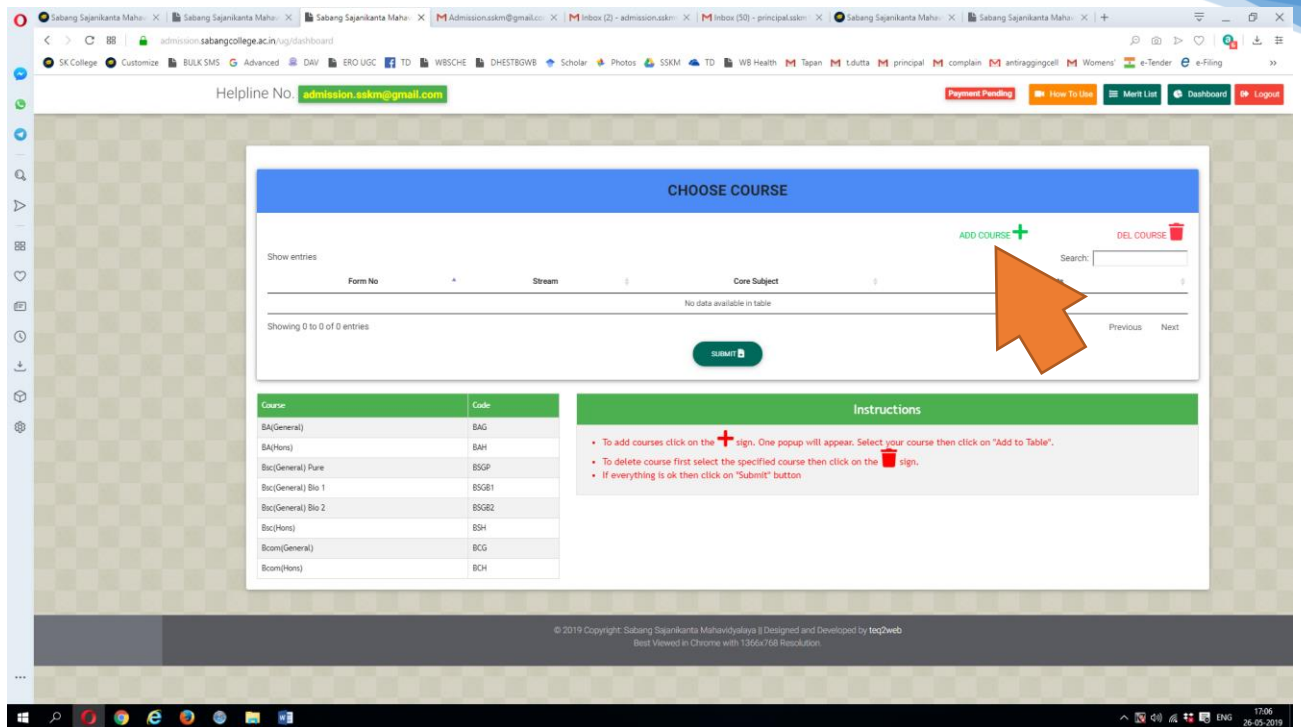 Sabang Sajanikanta Maha Sabang Sajanikanta Maha Sabang Sajanikanta Maha Admission.sskm@gmail.co Inbox (2) - admission.sskm Inbox (50) - principal.sskm Sabang Sajanikanta Maha Sabang Sajanikanta Maha
admission.sabangcollege.ac.in/ug/dashboard
SK College Customize BULK SMS Advanced DAV ERO UGC TD WBSCHE DHESTBGWB Scholar Photos SSKM TD WB Health Tapan t.dutta principal complain antiraggingcell Womens' e-Tender e-Filing »
Helpline No. admission.sskm@gmail.com Payment Pending How To Use Merit List Dashboard Logout
CHOOSE COURSE
ADD COURSE DEL COURSE
Show entries Search:
Form No Stream Core Subject
No data available in table
Showing 0 to 0 of 0 entries Previous Next
SUBMIT
Course Code
BA(General) BAG
BA(Hons) BAH
Bsc(General) Pure BSGP
Bsc(General) Bio 1 BSGB1
Bsc(General) Bio 2 BSGB2
Bsc(Hons) BSH
Bcom(General) BCG
Bcom(Hons) BCH
Instructions
• To add courses click on the + sign. One popup will appear. Select your course then click on "Add to Table".
• To delete course first select the specified course then click on the sign.
• If everything is ok then click on "Submit" button
© 2019 Copyright: Sabang Sajanikanta Mahavidyalaya || Designed and Developed by teq2web
Best Viewed in Chrome with 1366x768 Resolution.
ENG 17:06
26-05-2019